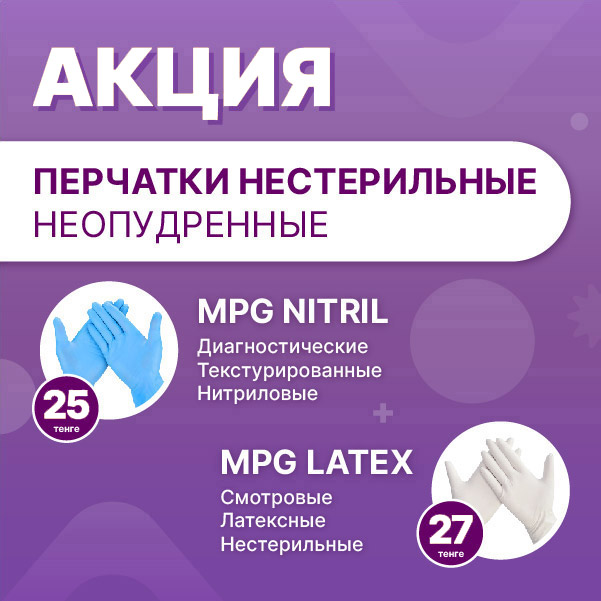 АКЦИЯ
ПЕРЧАТКИ НЕСТЕРИЛЬНЫЕ
НЕОПУДРЕННЫЕ
MPG NITRIL
Диагностические
Текстурированные
Нитриловые
25
тенге
MPG LATEX
Смотровые
Латексные
Нестерильные
27
тенге